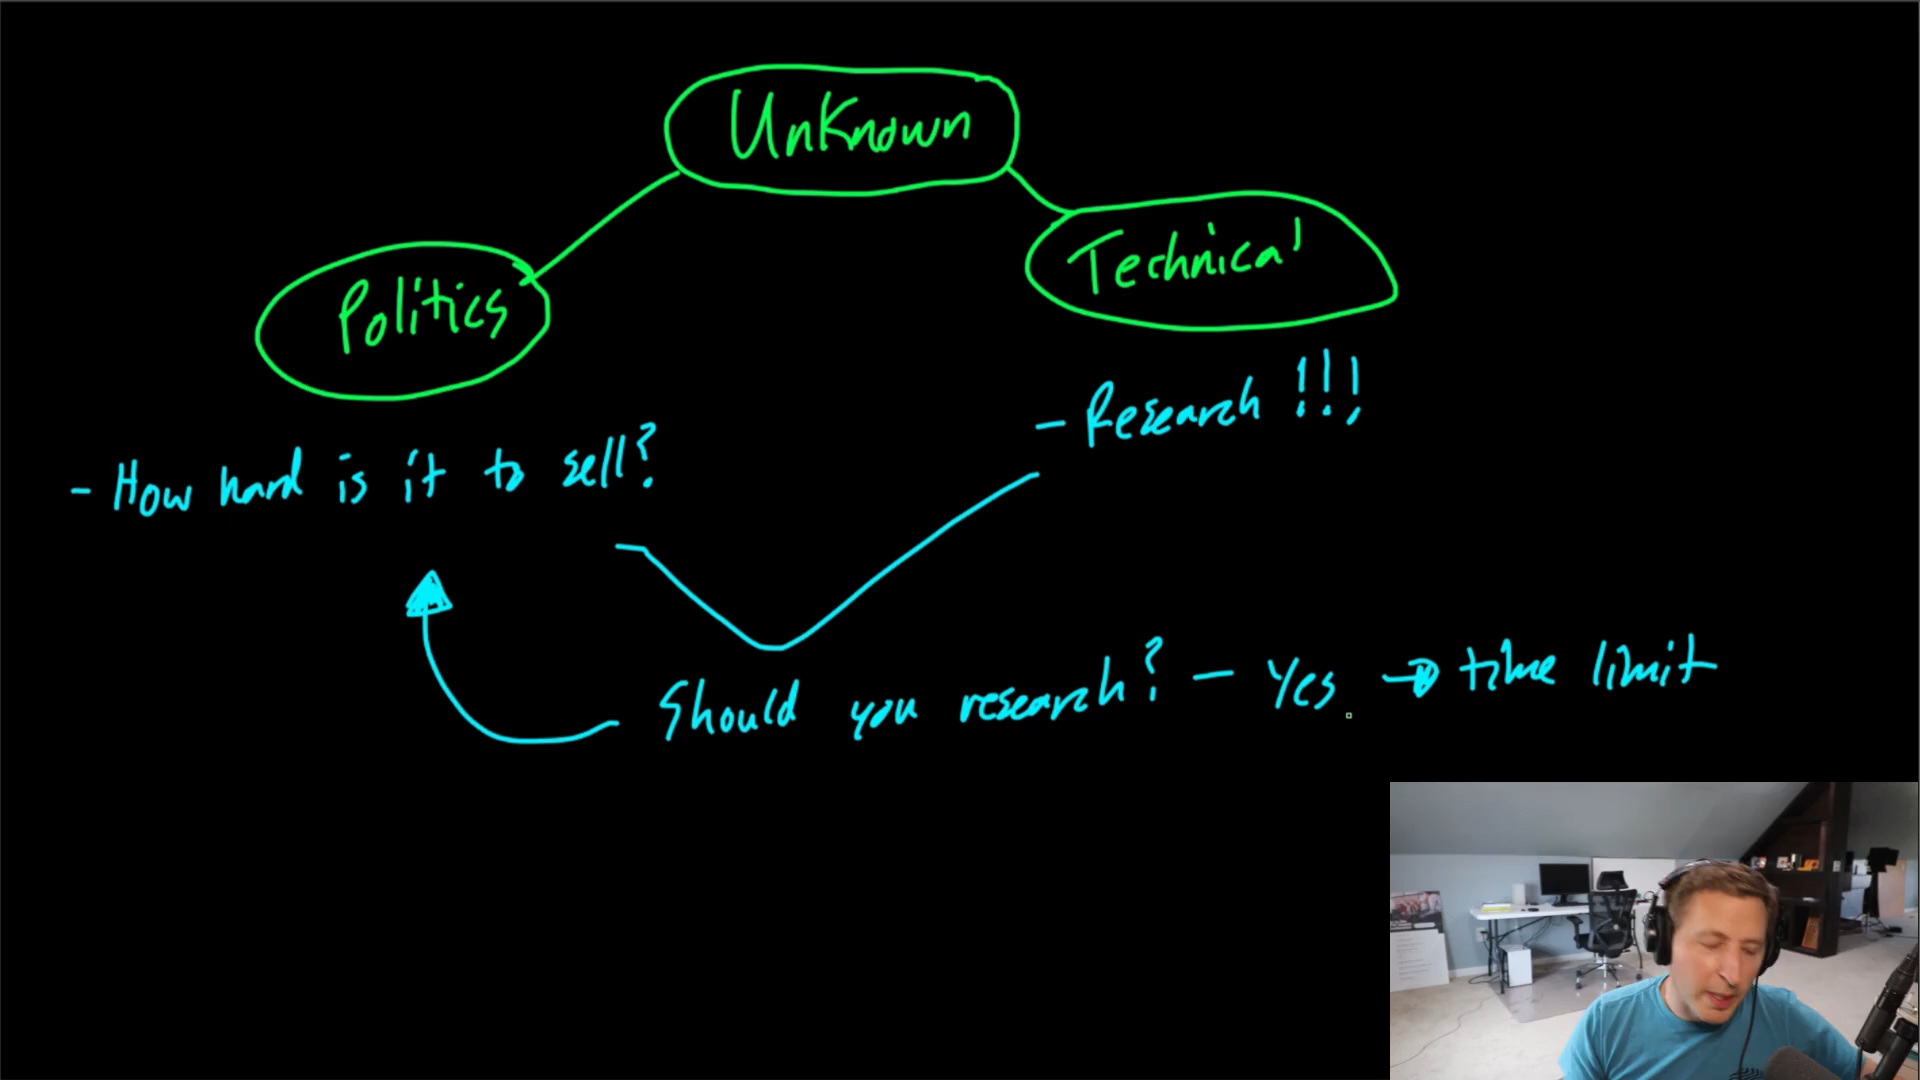 UnKnown
Politics
Technical
- Research !!!
- How hard is it to sell?
Should you research? - Yes → time limit